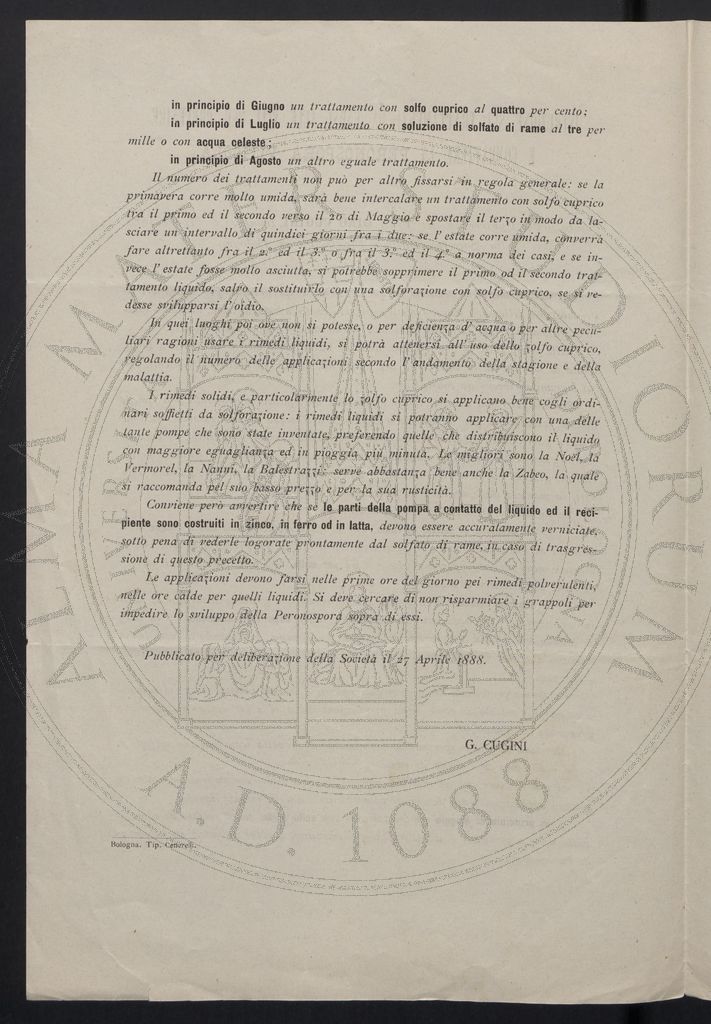 in principio di Giugno un trattamento con solfo cuprico al quattro per cento;
in principio di Luglio un trattamento con soluzione di solfato di rame al tre per
mille o con acqua celeste;
in principio di Agosto un altro eguale trattamento.
Il numero dei trattamenti non può per altro fissarsi in regola generale: se la
primavera corre molto umida, sarà bene intercalare un trattamento con solfo cuprico
tra il primo ed il secondo verso il 20 di Maggio e spostare il terzo in modo da la-
sciare un intervallo di quindici giorni fra i due: se l'estate corre umida, converrà
fare altrettanto fra il 2.º ed il 3.º o fra il 3.º ed il 4.º a norma dei casi, e se in-
vece l'estate fosse molto asciutta, si potrebbe sopprimere il primo od il secondo trat-
tamento liquido, salvo il sostituirlo con una solforazione con solfo cuprico, se si ve-
desse svilupparsi l'oidio.
In quei luoghi poi ove non si potesse, o per deficienza d'acqua o per altre pecu-
liari ragioni usare i rimedi liquidi, si potrà attenersi all'uso dello zolfo cuprico,
regolando il numero delle applicazioni secondo l'andamento della stagione e della
malattia.
I rimedi solidi, e particolarmente lo zolfo cuprico si applicano bene cogli ordi-
nari soffietti da solforazione: i rimedi liquidi si potranno applicare con una delle
tante pompe che sono state inventate, preferendo quelle che distribuiscono il liquido
con maggiore eguaglianza ed in pioggia più minuta. Le migliori sono la Noël, la
Vermorel, la Nanni, la Balestrazzi: serve abbastanza bene anche la Zabeo, la quale
si raccomanda pel suo basso prezzo e per la sua rusticità.
Conviene però avvertire che se le parti della pompa a contatto del liquido ed il reci-
piente sono costruiti in zinco, in ferro od in latta, devono essere accuratamente verniciate,
sotto pena di vederle logorate prontamente dal solfato di rame, in caso di trasgres-
sione di questo precetto.
Le applicazioni devono farsi nelle prime ore del giorno pei rimedi polverulenti,
nelle ore calde per quelli liquidi. Si deve cercare di non risparmiare i grappoli per
impedire lo sviluppo della Peronospora sopra di essi.
Pubblicato per deliberazione della Società il 27 Aprile 1888.
G. CUGINI
Bologna. Tip. Cenerelli.
ALMA MATER STUDIORUM
A.D. 1088